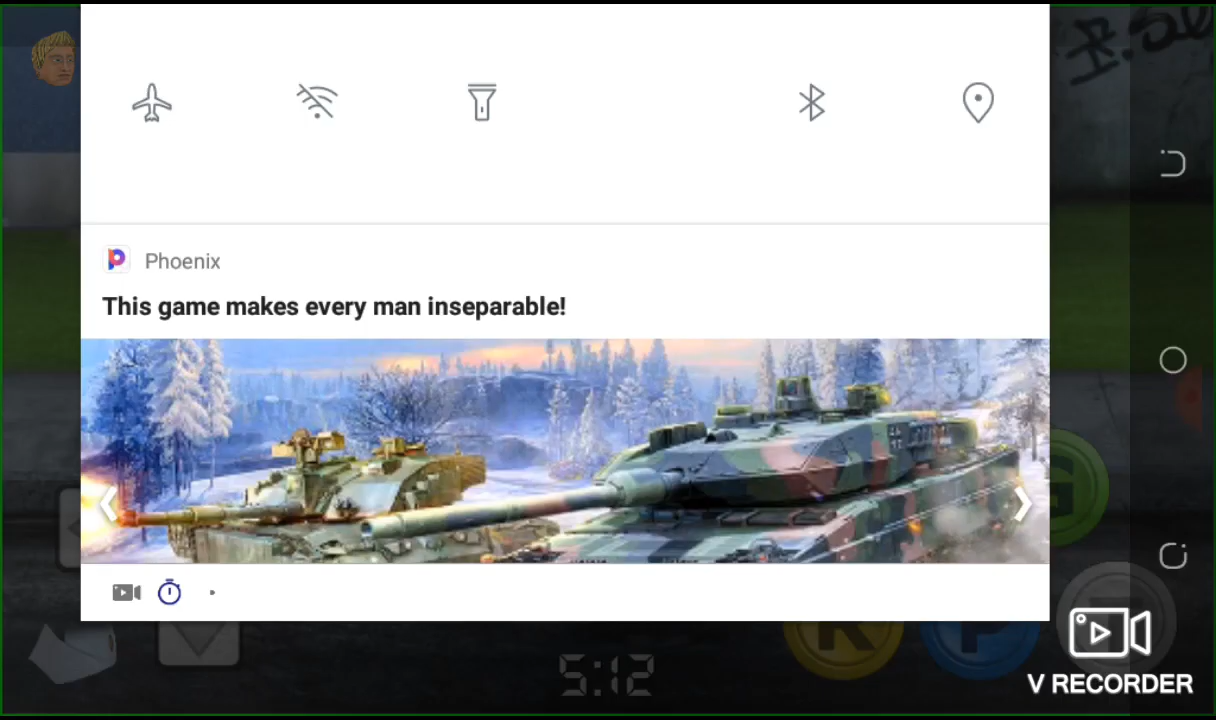 Phoenix
This game makes every man inseparable!
G
K
P
5:12
V RECORDER